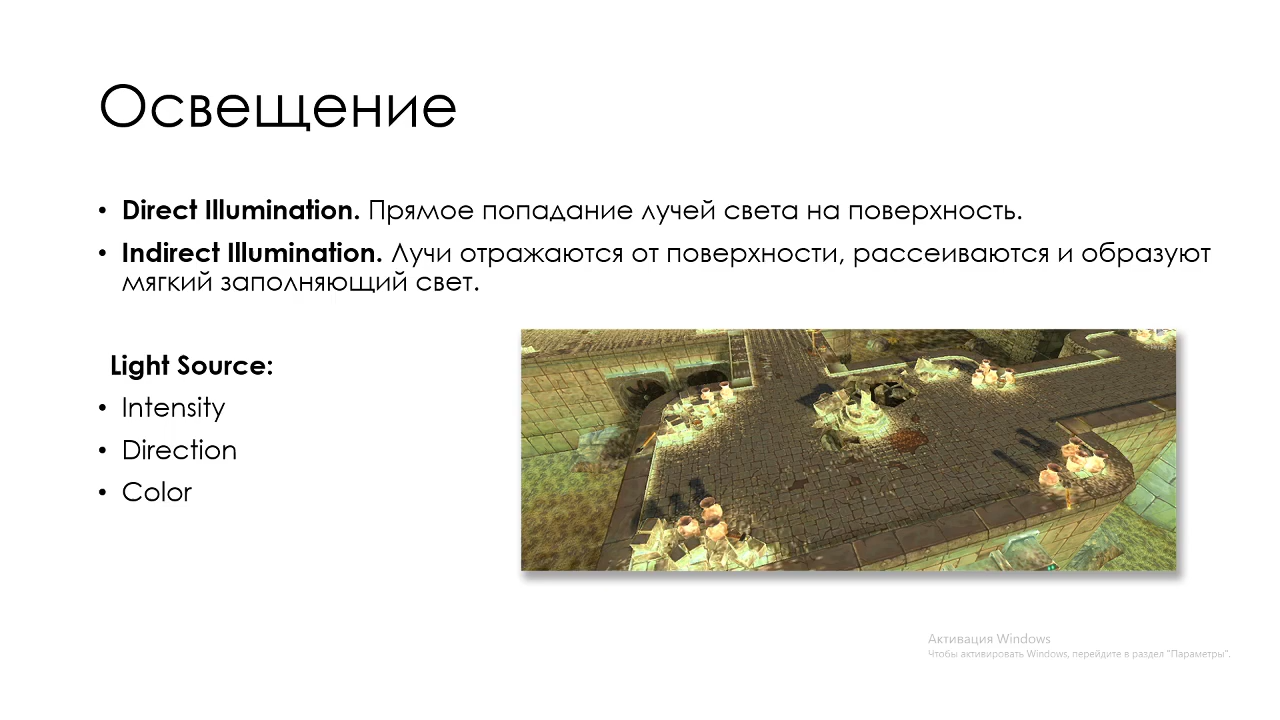 Освещение
• Direct Illumination. Прямое попадание лучей света на поверхность.
• Indirect Illumination. Лучи отражаются от поверхности, рассеиваются и образуют
мягкий заполняющий свет.
Light Source:
• Intensity
• Direction
• Color
Активация Windows
Чтобы активировать Windows, перейдите в раздел "Параметры".